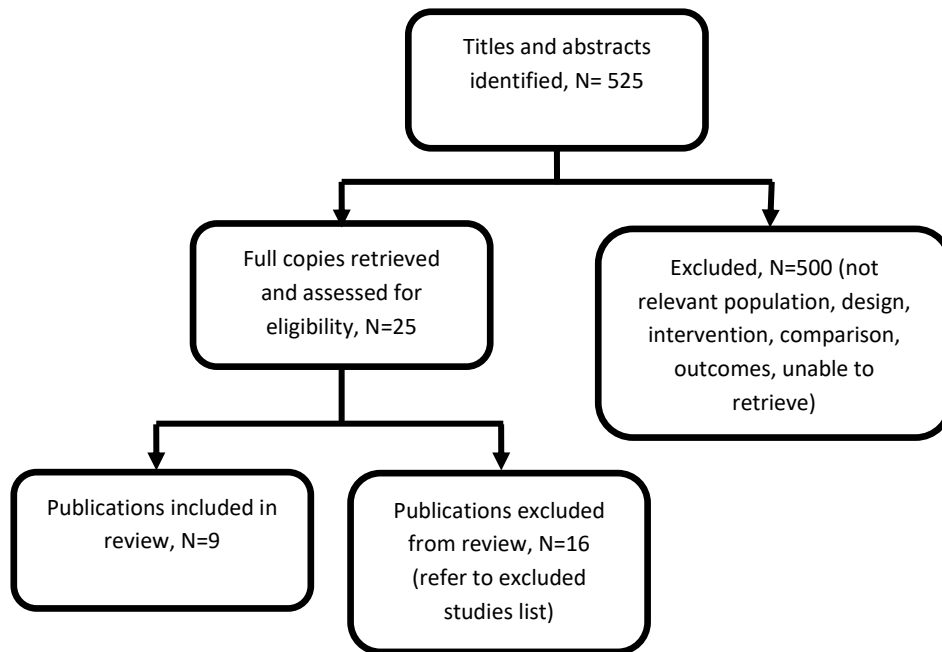 Titles and abstracts
identified, N= 525
Full copies retrieved
and assessed for
eligibility, N=25
Excluded, N=500 (not
relevant population, design,
intervention, comparison,
outcomes, unable to
retrieve)
Publications included in
review, N=9
Publications excluded
from review, N=16
(refer to excluded
studies list)